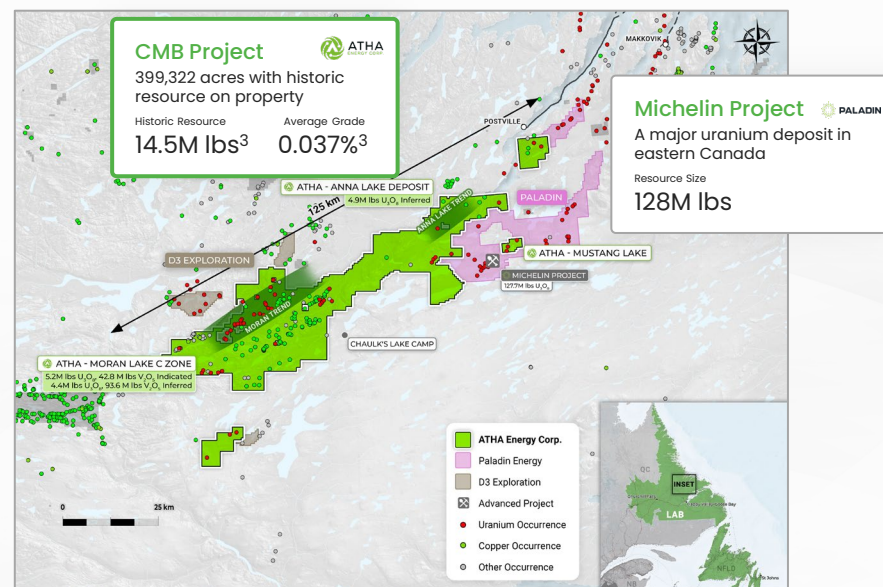 CMB Project
ATHA
ENERGY CORP
399,322 acres with historic
resource on property
Historic Resource
Average Grade
14.5M lbs³
0.037%³
MAKKOVIK
POSTVILLE
Michelin Project
PALADIN
A major uranium deposit in
eastern Canada
Resource Size
128M lbs
ATHA - ANNA LAKE DEPOSIT
4.9M lbs U₃O₈ Inferred
125 km
ANNA LAKE TREND
PALADIN
D3 EXPLORATION
ATHA - MUSTANG LAKE
MICHELIN PROJECT
127.7M lbs U₃O₈
MORAN TREND
CHAULK'S LAKE CAMP
ATHA - MORAN LAKE C ZONE
5.2M lbs U₃O₈, 42.8 M lbs V₂O₅ Indicated
4.4M lbs U₃O₈, 93.6 M lbs V₂O₅ Inferred
0
25 km
ATHA Energy Corp.
Paladin Energy
D3 Exploration
Advanced Project
Uranium Occurrence
Copper Occurrence
Other Occurrence
QC
INSET
LAB
NFLD
St Johns
NB